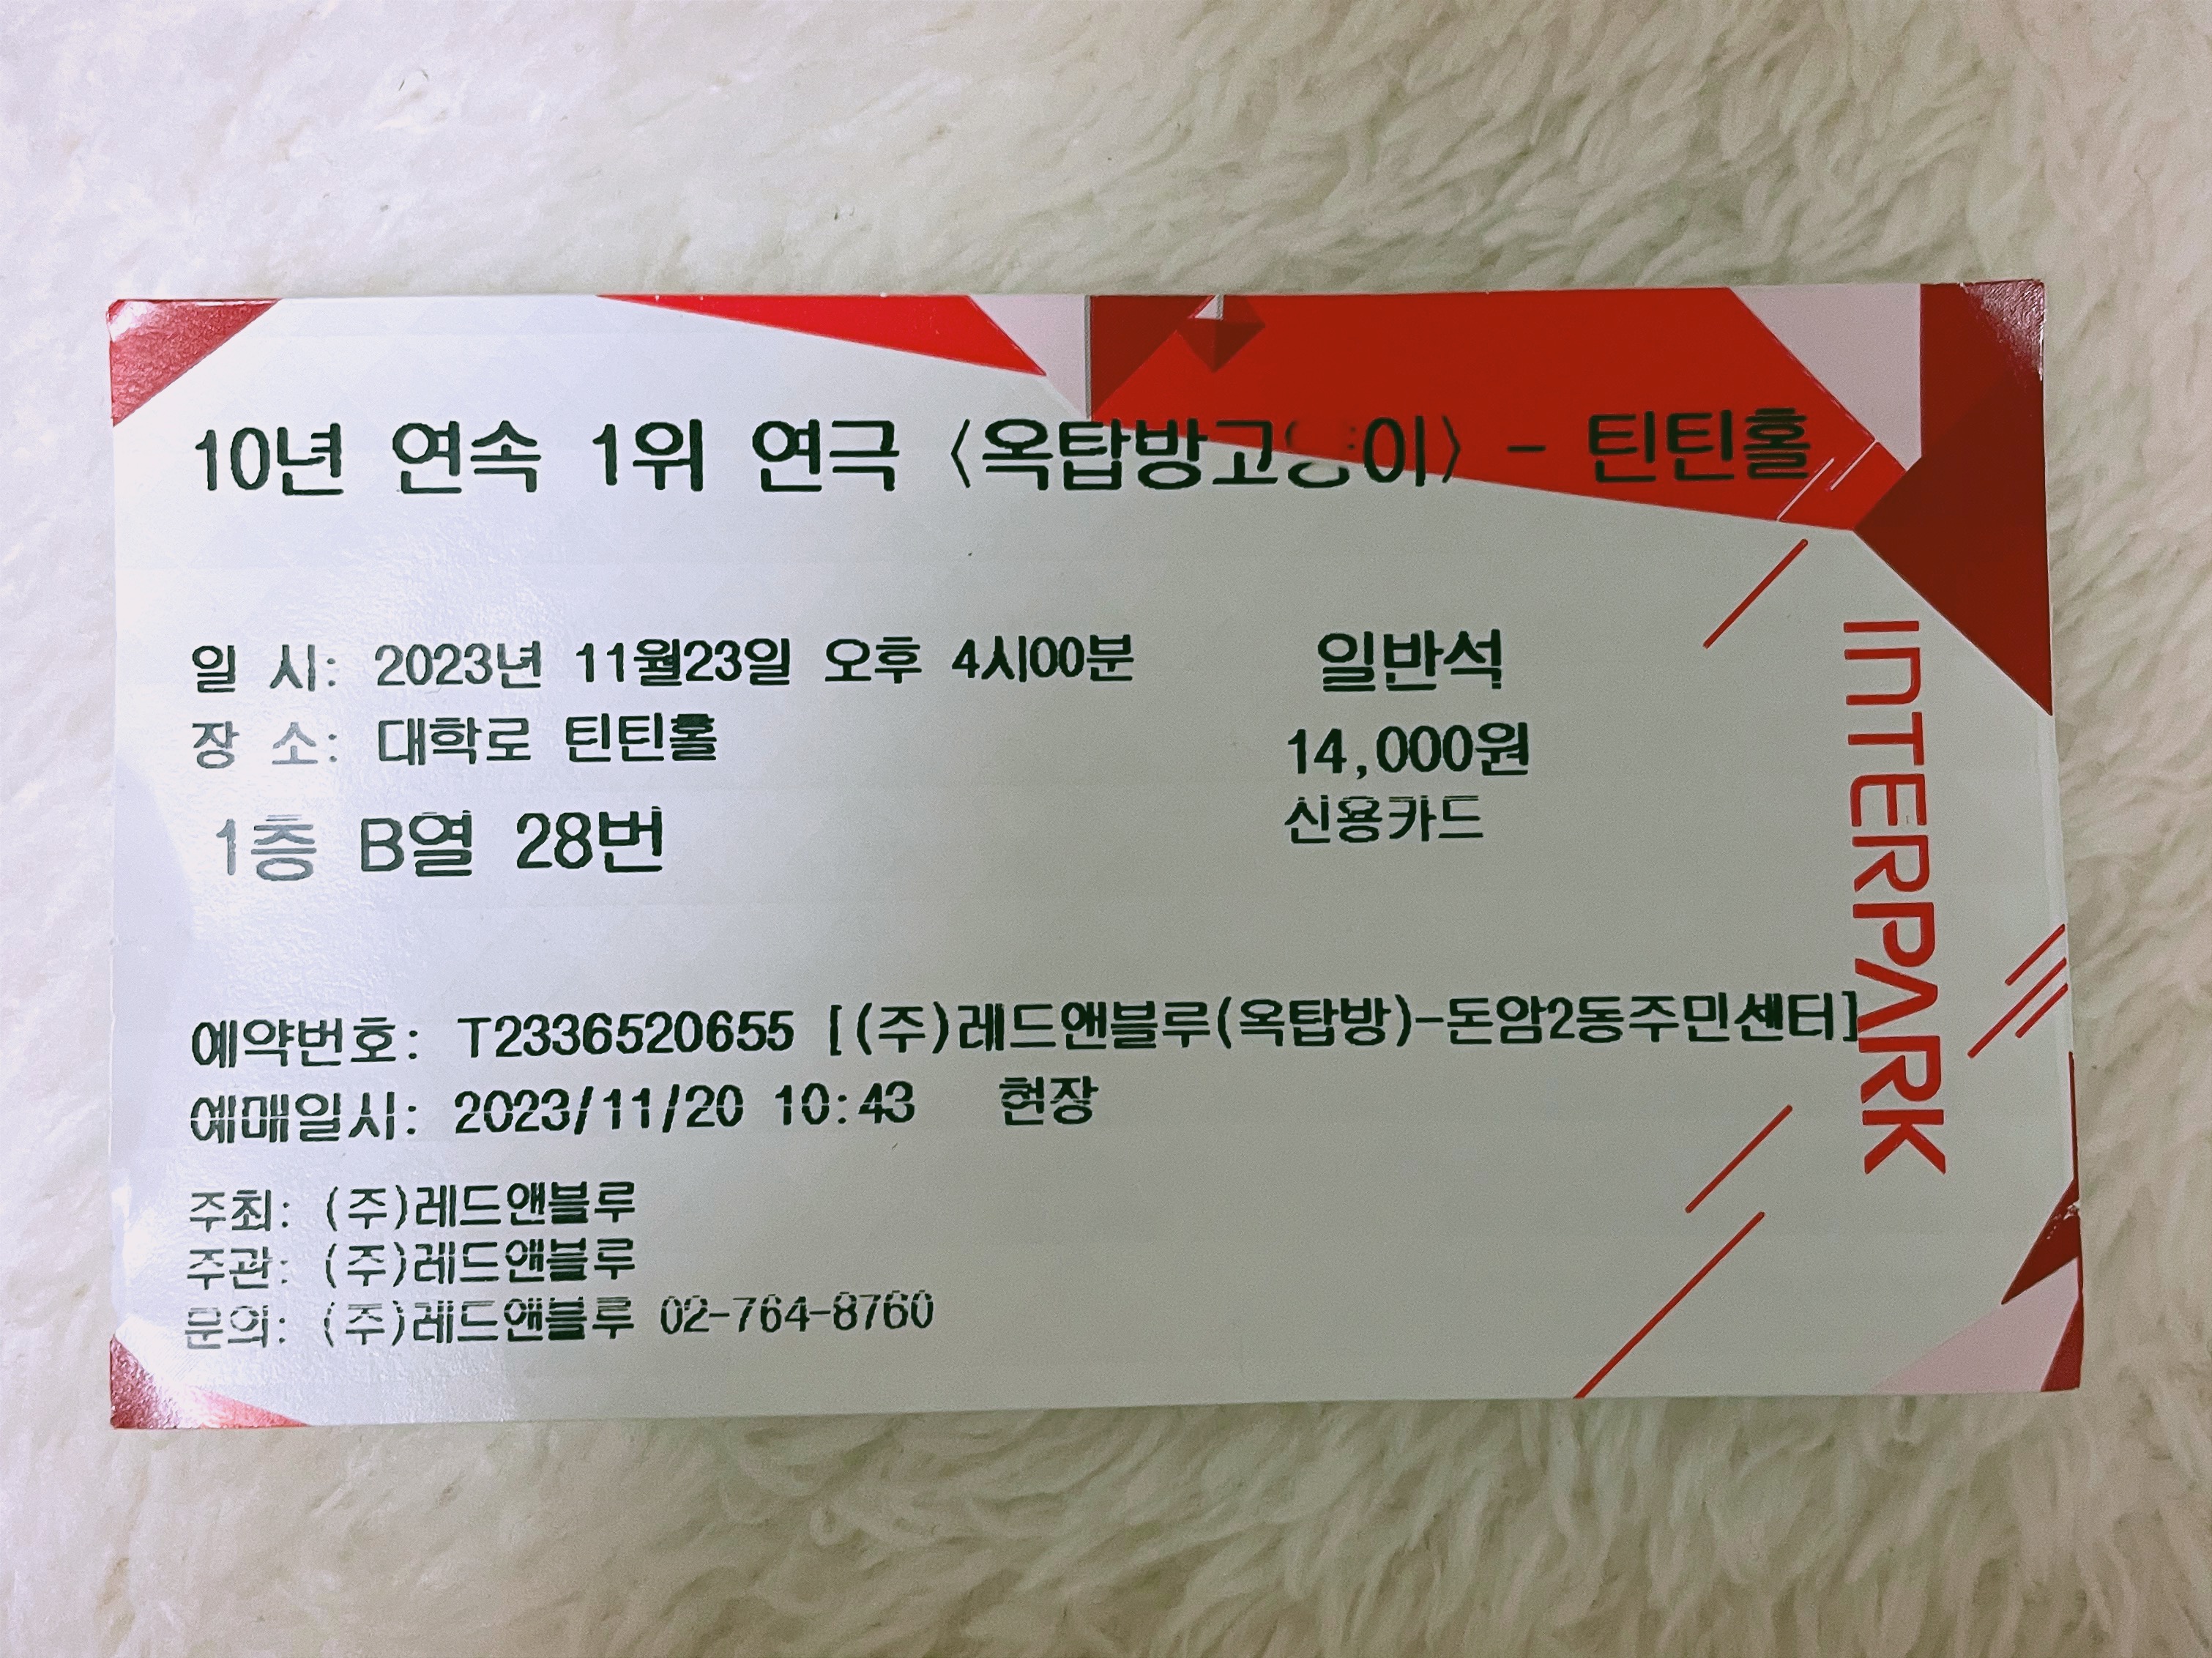 10년 연속 1위 연극 〈옥탑방고양이〉 - 틴틴홀
일 시: 2023년 11월23일 오후 4시00분
일반석
장 소: 대학로 틴틴홀
14,000원
1층 B열 28번
신용카드
예약번호: T2336520655 [(주)레드앤블루(옥탑방)-돈암2동주민센터]
예매일시: 2023/11/20 10:43 현장
주최: (주)레드앤블루
주관: (주)레드앤블루
문의: (주)레드앤블루 02-764-8760
INTERPARK